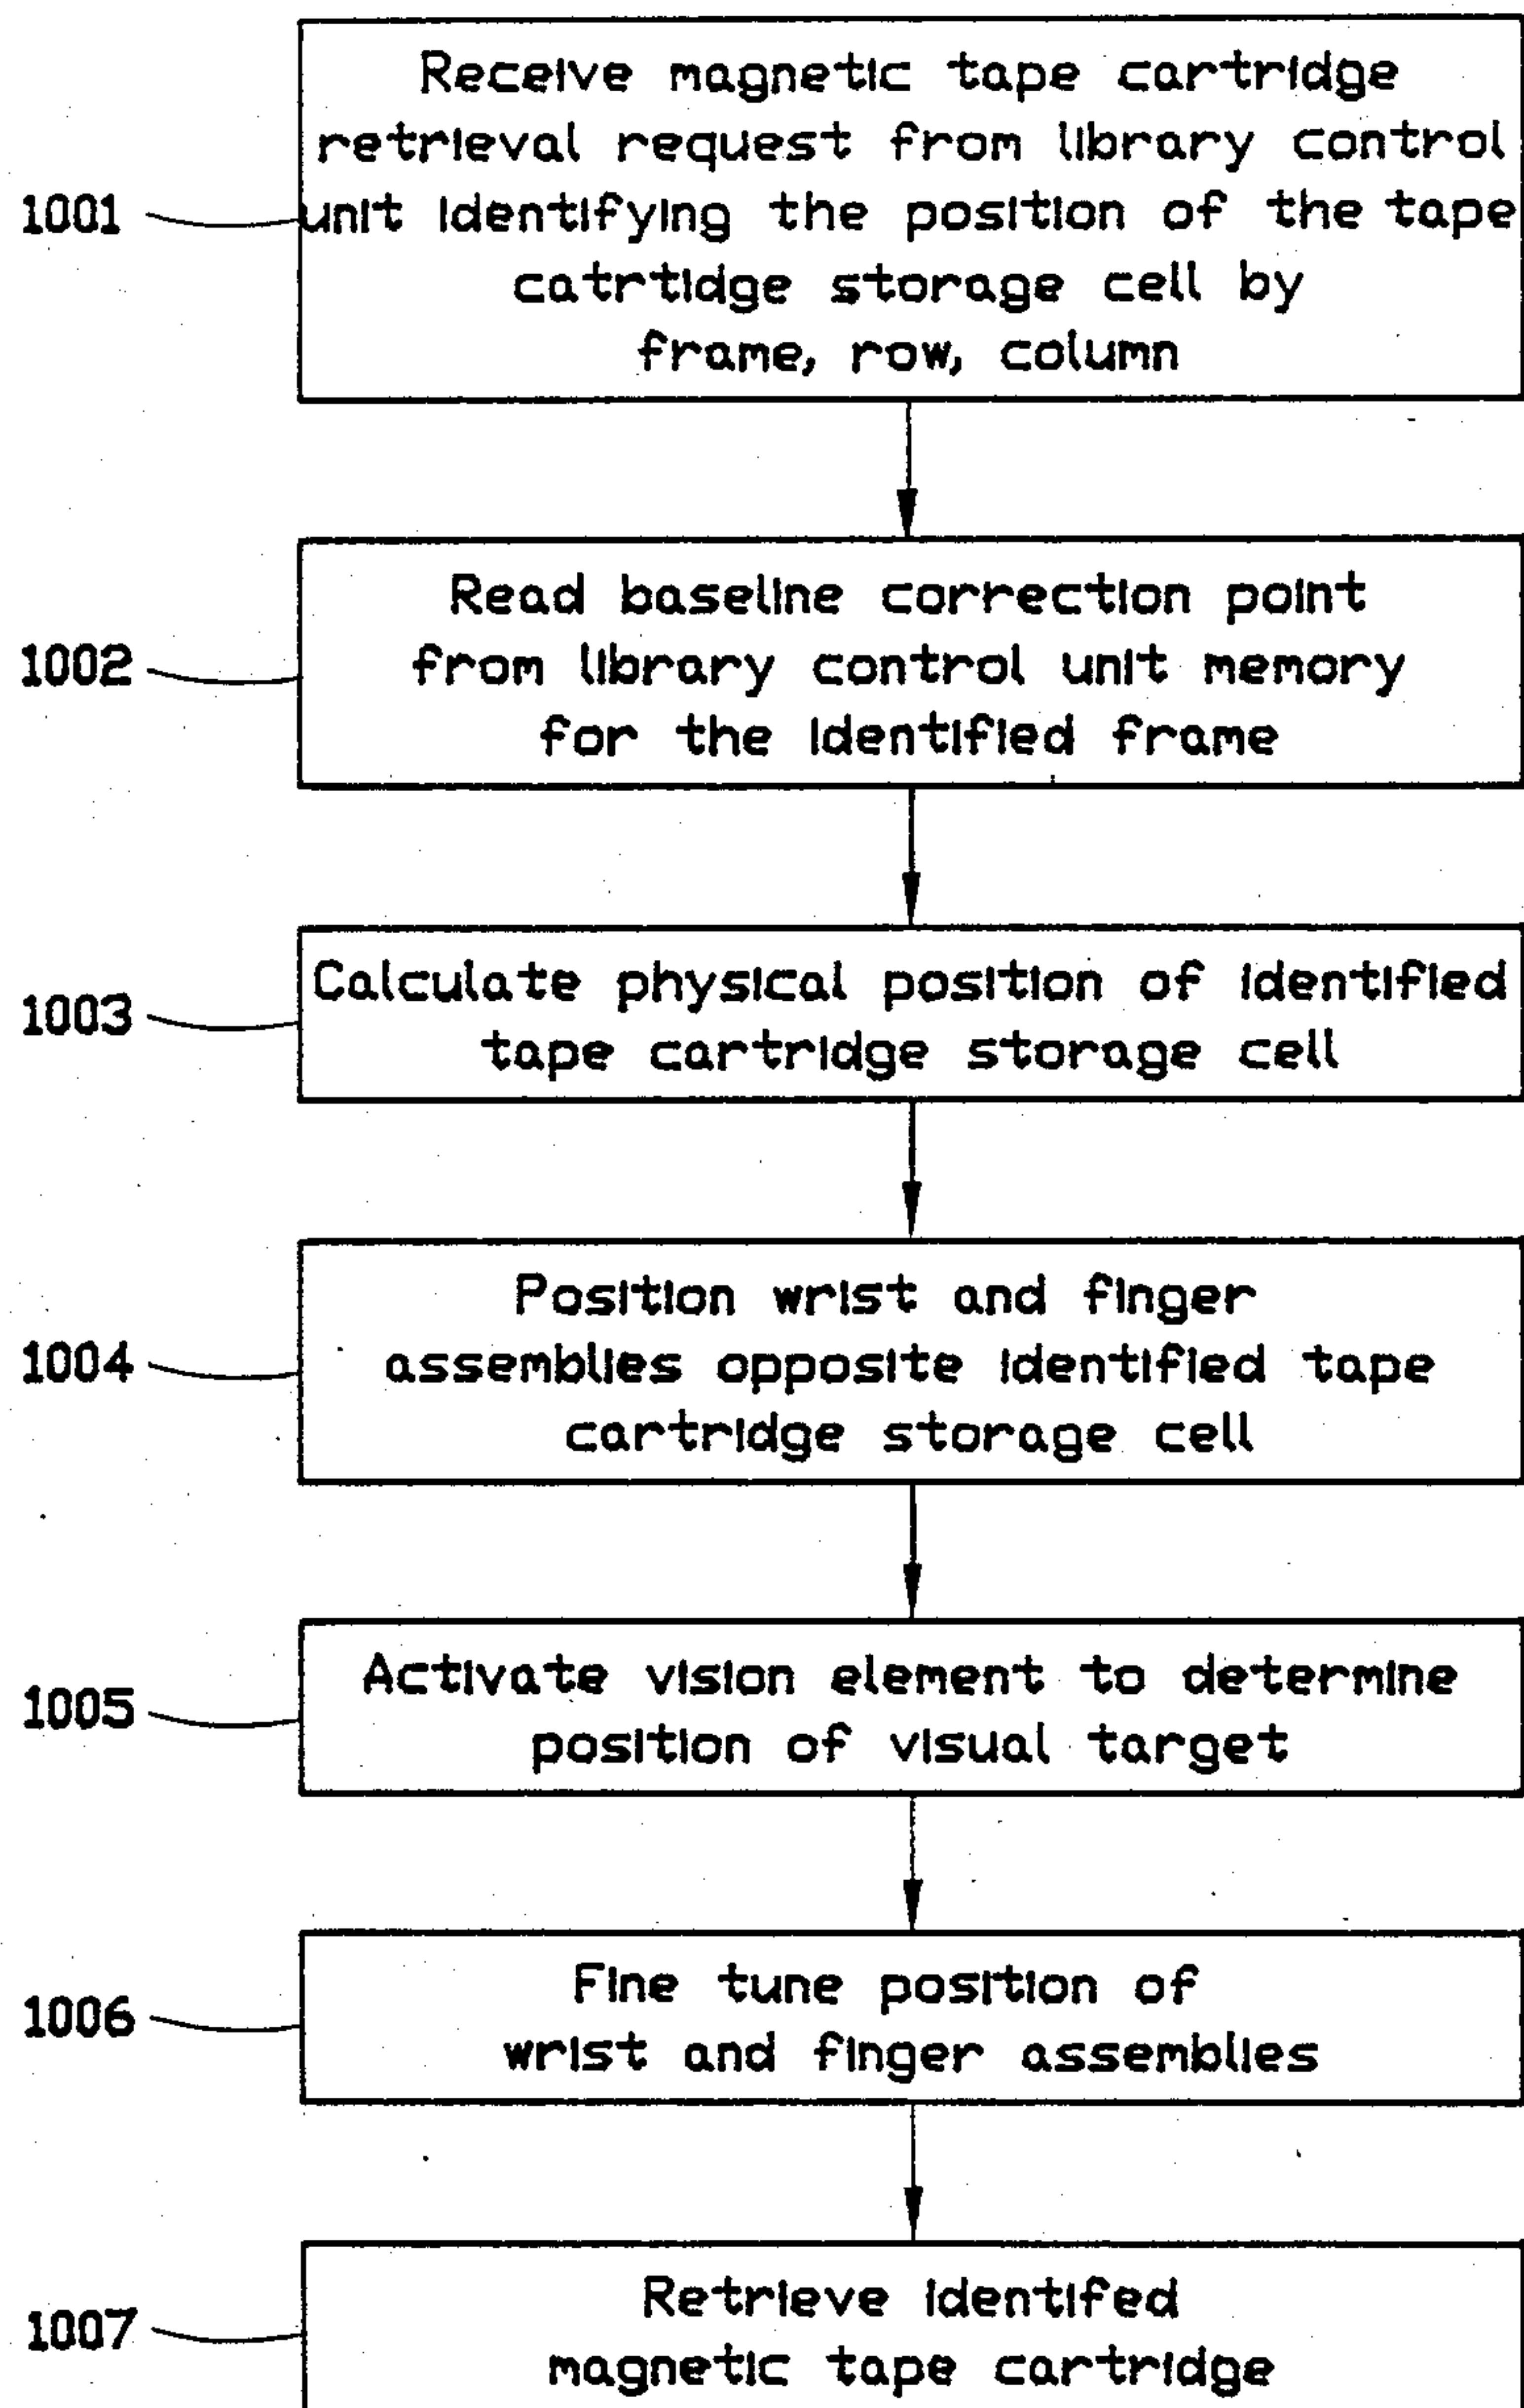 Receive magnetic tape cartridge
retrieval request from library control
1001
unit identifying the position of the tape
catrtidge storage cell by
frame, row, column
Read baseline correction point
1002
from library control unit memory
for the identified frame
Calculate physical position of identified
1003
tape cartridge storage cell
Position wrist and finger
1004
assemblies opposite identified tape
cartridge storage cell
Activate vision element to determine
1005
position of visual target
Fine tune position of
1006
wrist and finger assemblies
Retrieve identifed
1007
magnetic tape cartridge